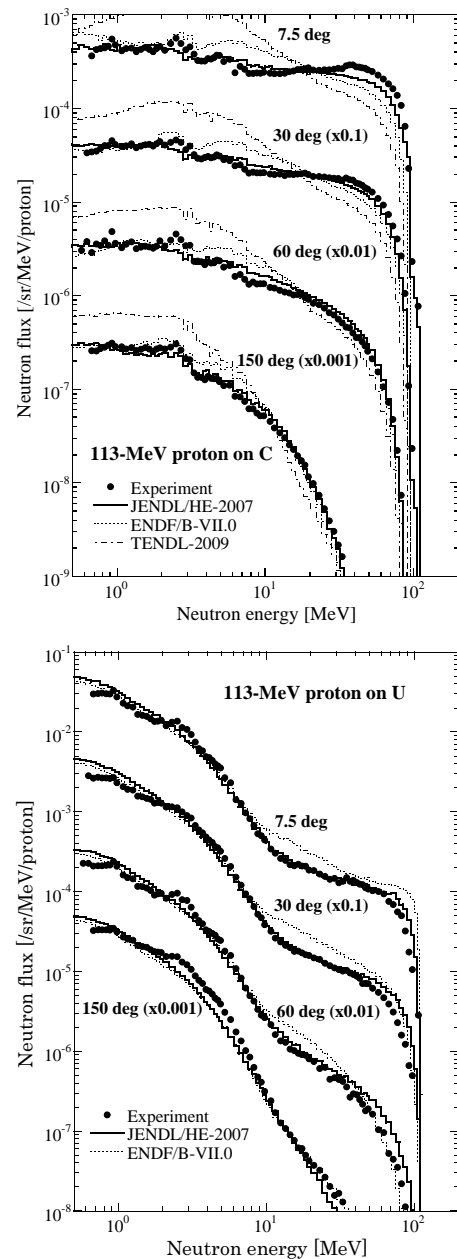 10^-3
10^-4
10^-5
10^-6
10^-7
10^-8
10^-9
Neutron flux [/sr/MeV/proton]
7.5 deg
30 deg (x0.1)
60 deg (x0.01)
150 deg (x0.001)
113-MeV proton on C
Experiment
JENDL/HE-2007
ENDF/B-VII.0
TENDL-2009
10^0 10^1 10^2
Neutron energy [MeV]
10^-1
10^-2
10^-3
10^-4
10^-5
10^-6
10^-7
10^-8
Neutron flux [/sr/MeV/proton]
113-MeV proton on U
7.5 deg
30 deg (x0.1)
150 deg (x0.001)
60 deg (x0.01)
Experiment
JENDL/HE-2007
ENDF/B-VII.0
10^0 10^1 10^2
Neutron energy [MeV]